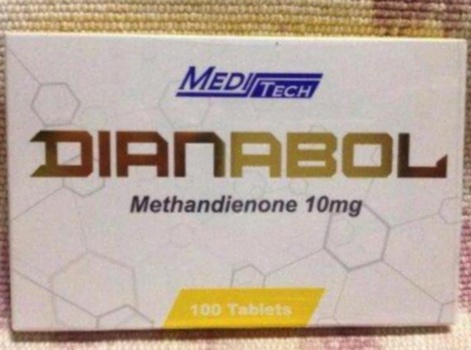 MEDITECH
DIANABOL
Methandienone 10mg
100 Tablets